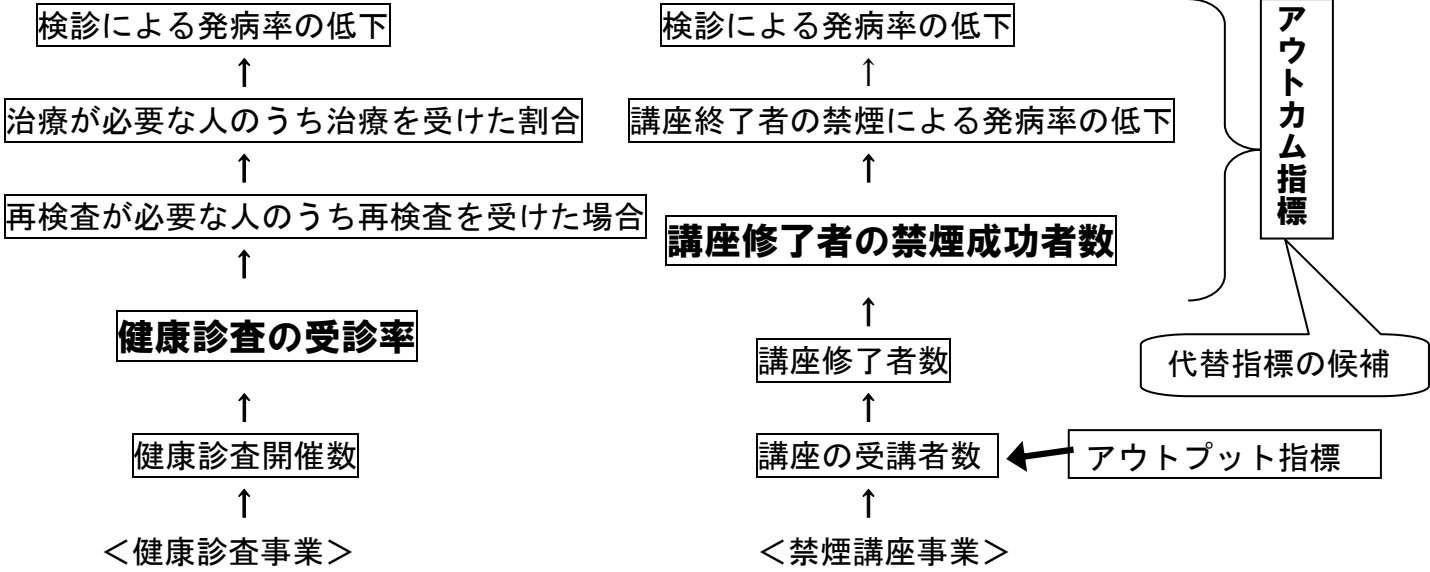 検診による発病率の低下
↑
治療が必要な人のうち治療を受けた割合
↑
再検査が必要な人のうち再検査を受けた場合
↑
健康診査の受診率
↑
健康診査開催数
↑
＜健康診査事業＞
検診による発病率の低下
↑
講座終了者の禁煙による発病率の低下
↑
講座修了者の禁煙成功者数
↑
講座修了者数
↑
講座の受講者数
↑
＜禁煙講座事業＞
アウトカム指標
代替指標の候補
アウトプット指標